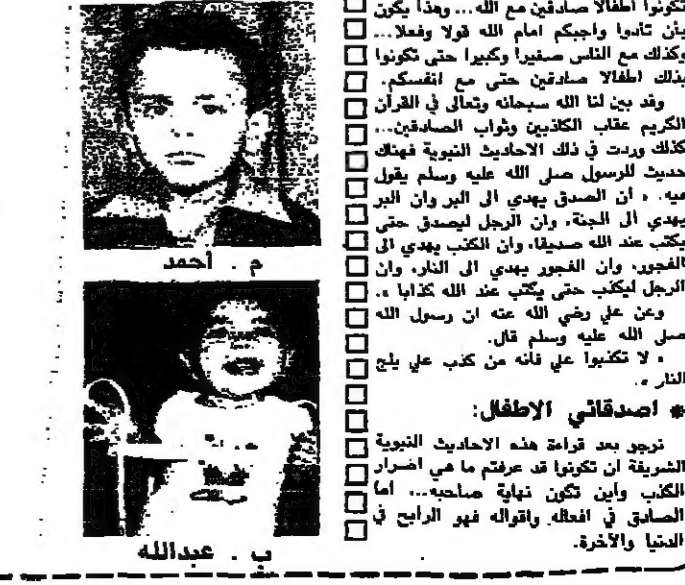 تكونوا اطفالا صادقين مع الله... وهذا يكون
بأن تأدوا واجبكم امام الله قولا وفعلا...
وكذلك مع الناس صغيرا وكبيرا حتى تكونوا
بذلك اطفالا صادقين حتى مع انفسكم.
وقد بين لنا الله سبحانه وتعالى في القرآن
الكريم عقاب الكاذبين وثواب الصادقين...
كذلك وردت في ذلك الاحاديث النبوية فهناك
حديث للرسول صلى الله عليه وسلم يقول
فيه. « أن الصدق يهدي الى البر وان البر
يهدي الى الجنة، وان الرجل ليصدق حتى
يكتب عند الله صديقا، وان الكذب يهدي الى
الفجور، وان الفجور يهدي الى النار، وان
الرجل ليكذب حتى يكتب عند الله كذابا ».
وعن علي رضي الله عنه ان رسول الله
صلى الله عليه وسلم قال.
« لا تكذبوا علي فانه من كذب علي يلج
النار ».
* اصدقائي الاطفال:
نرجو بعد قراءة هذه الاحاديث النبوية
الشريفة ان تكونوا قد عرفتم ما هي اضرار
الكذب وأين تكون نهاية صاحبه... اما
الصادق في افعاله واقواله فهو الرابح في
الدنيا والآخرة.
م . أحمد
ب . عبدالله